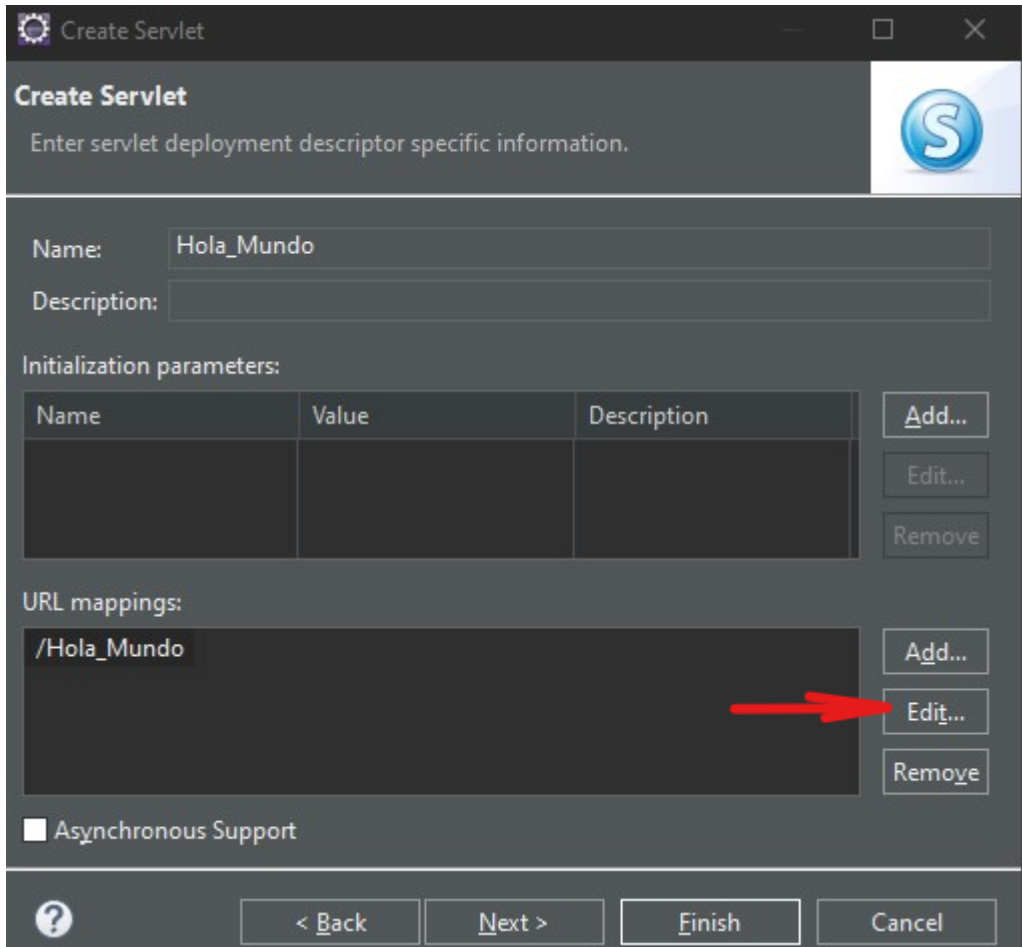 Create Servlet
Create Servlet
Enter servlet deployment descriptor specific information.
S
Name: Hola_Mundo
Description:
Initialization parameters:
Name Value Description Add...
Edit...
Remove
URL mappings:
/Hola_Mundo Add...
Edit...
Remove
Asynchronous Support
? < Back Next > Finish Cancel